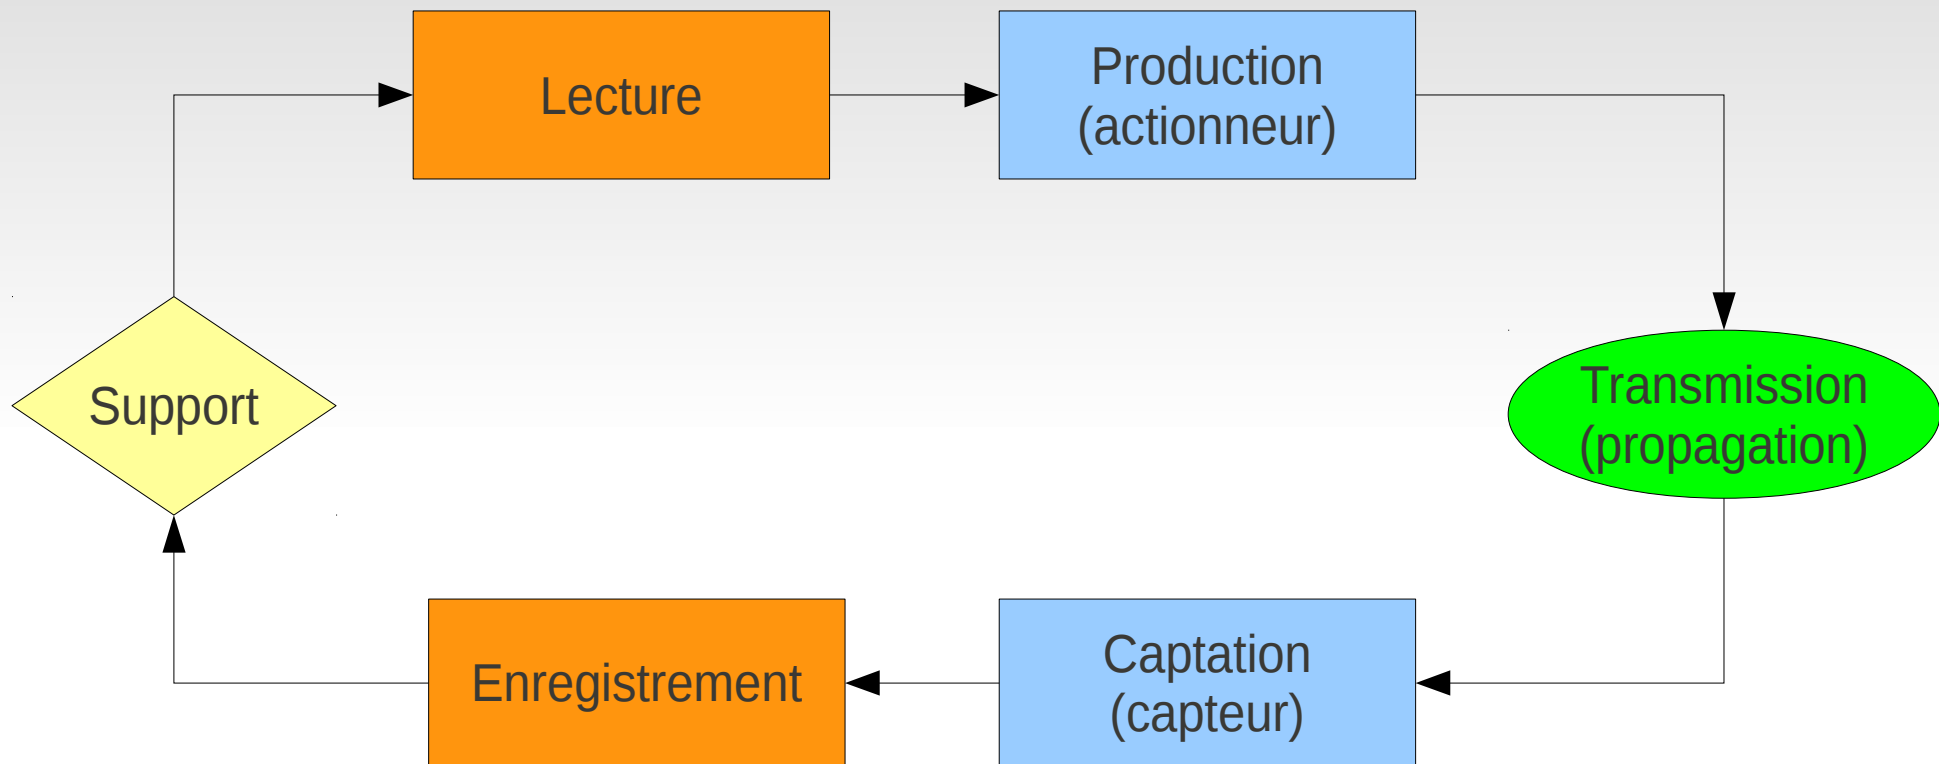 Lecture
Production
(actionneur)
Support
Transmission
(propagation)
Enregistrement
Captation
(capteur)